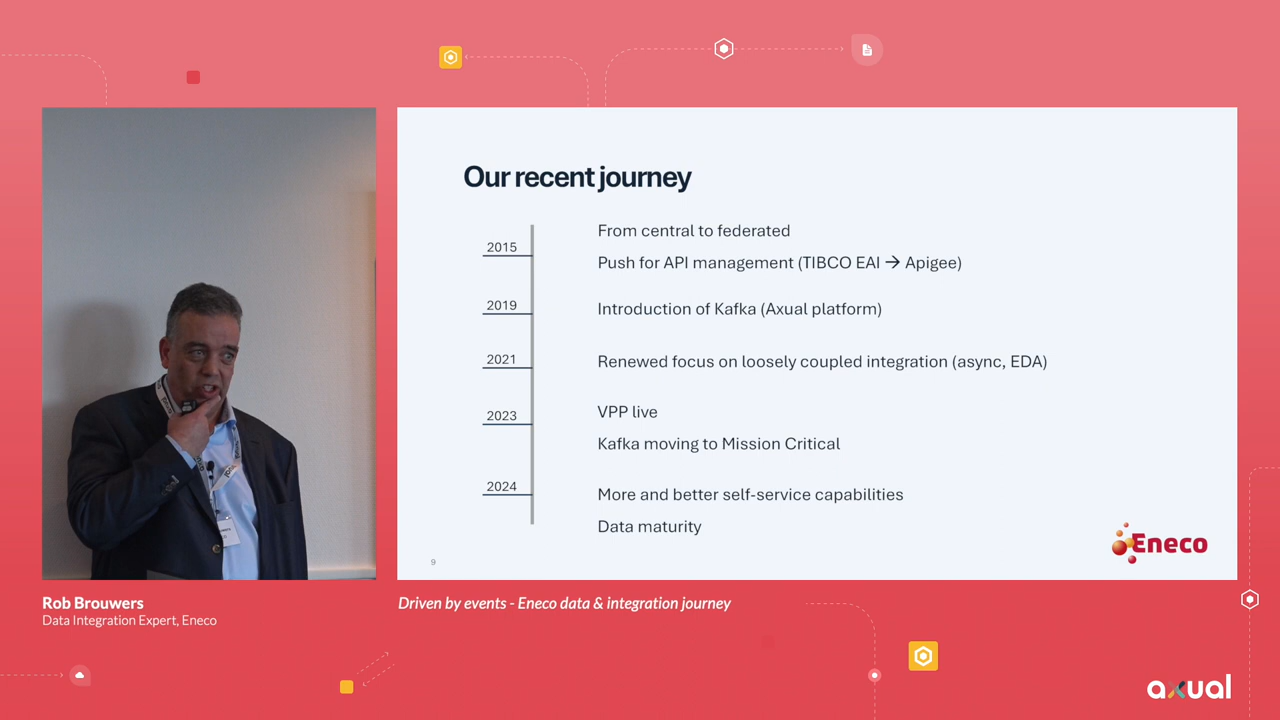 Our recent journey
2015
From central to federated
Push for API management (TIBCO EAI → Apigee)
2019
Introduction of Kafka (Axual platform)
2021
Renewed focus on loosely coupled integration (async, EDA)
2023
VPP live
Kafka moving to Mission Critical
2024
More and better self-service capabilities
Data maturity
9
Eneco
Rob Brouwers
Data Integration Expert, Eneco
Driven by events - Eneco data & integration journey
axual